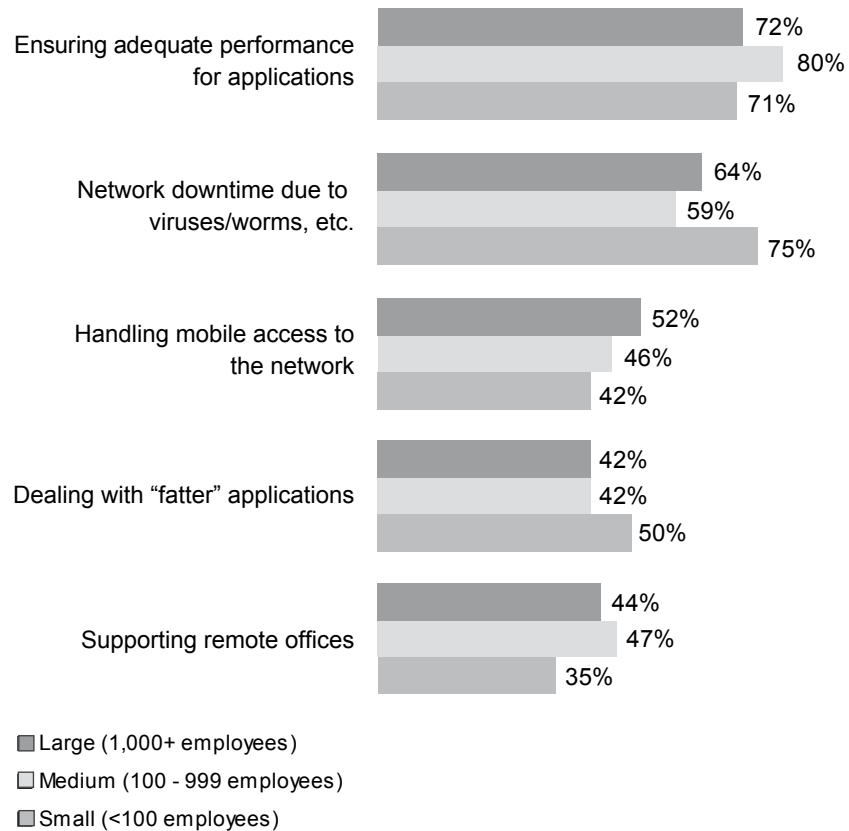 Ensuring adequate performance
for applications
72%
80%
71%
Network downtime due to
viruses/worms, etc.
64%
59%
75%
Handling mobile access to
the network
52%
46%
42%
Dealing with “fatter” applications
42%
42%
50%
Supporting remote offices
44%
47%
35%
Large (1,000+ employees)
Medium (100 - 999 employees)
Small (<100 employees)